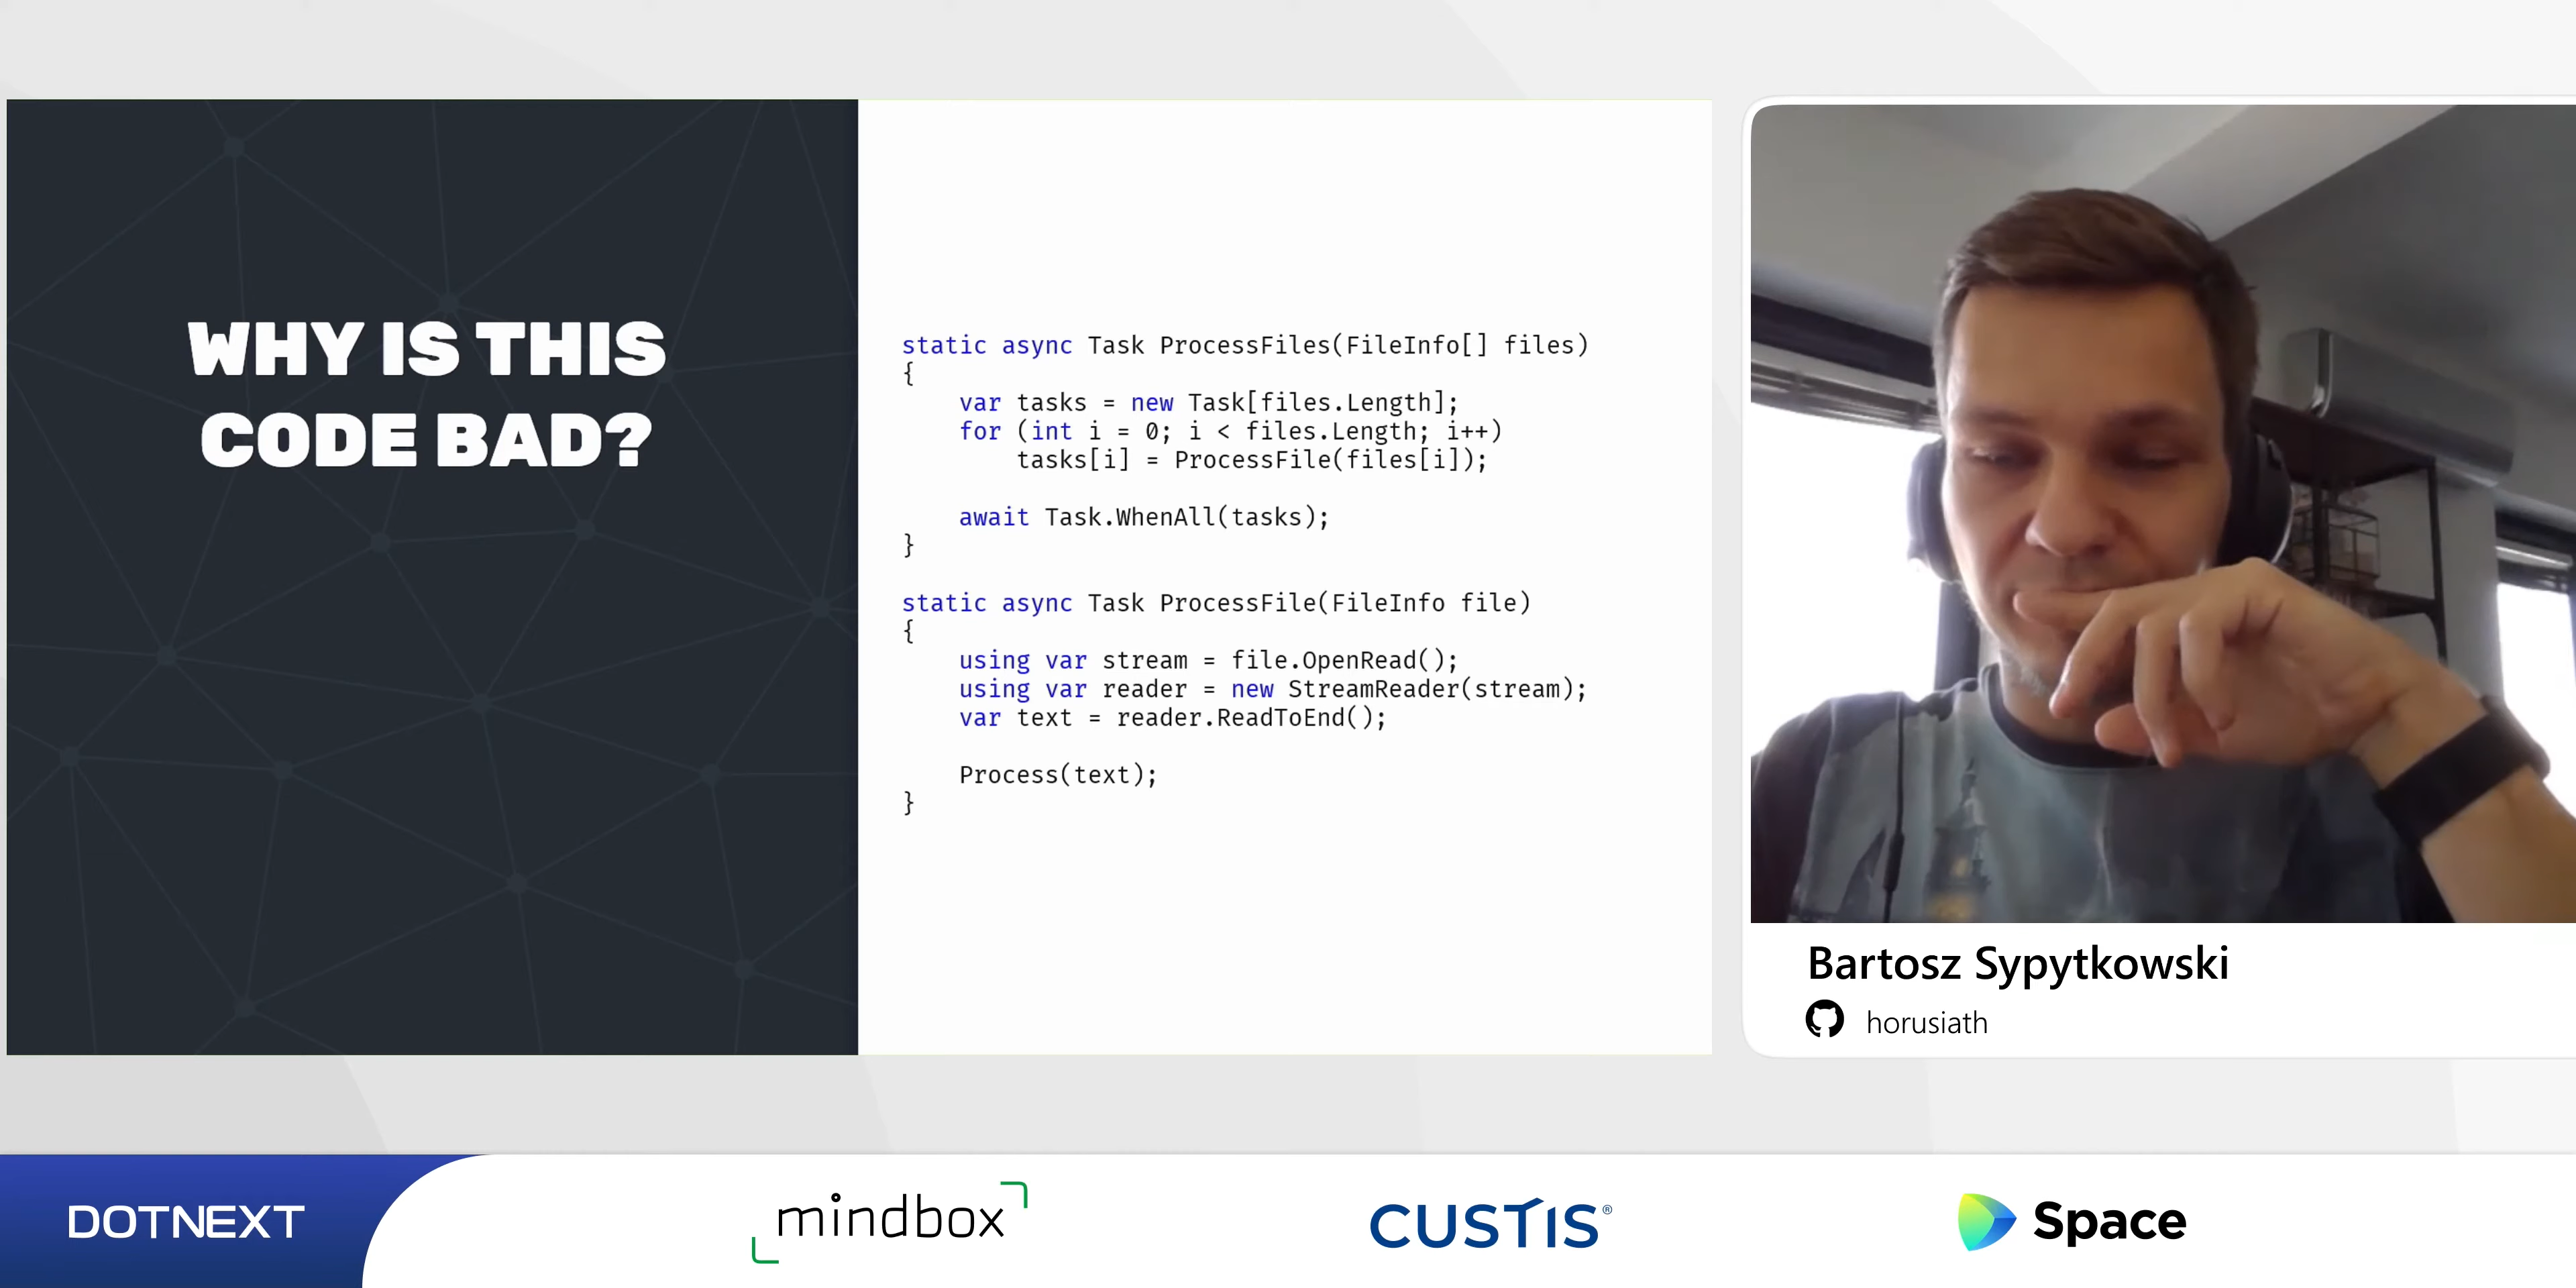 WHY IS THIS
CODE BAD?
static async Task ProcessFiles(FileInfo[] files)
{
    var tasks = new Task[files.Length];
    for (int i = 0; i < files.Length; i++)
        tasks[i] = ProcessFile(files[i]);

    await Task.WhenAll(tasks);
}

static async Task ProcessFile(FileInfo file)
{
    using var stream = file.OpenRead();
    using var reader = new StreamReader(stream);
    var text = reader.ReadToEnd();

    Process(text);
}
Bartosz Sypytkowski
horusiath
DOTNEXT
mindbox
CUSTIS®
Space